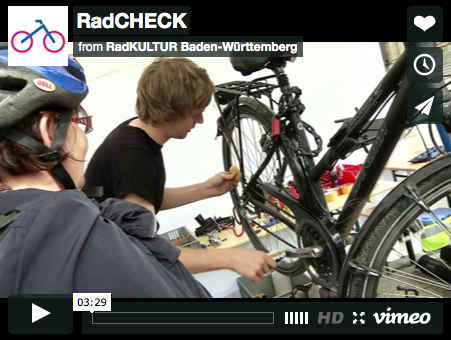 RadCHECK
from RadKULTUR Baden-Württemberg
BELL
03:29
HD
vimeo